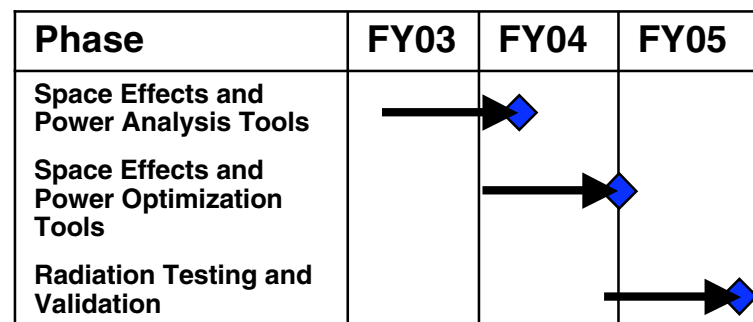 Phase FY03 FY04 FY05
Space Effects and
Power Analysis Tools
Space Effects and
Power Optimization
Tools
Radiation Testing and
Validation